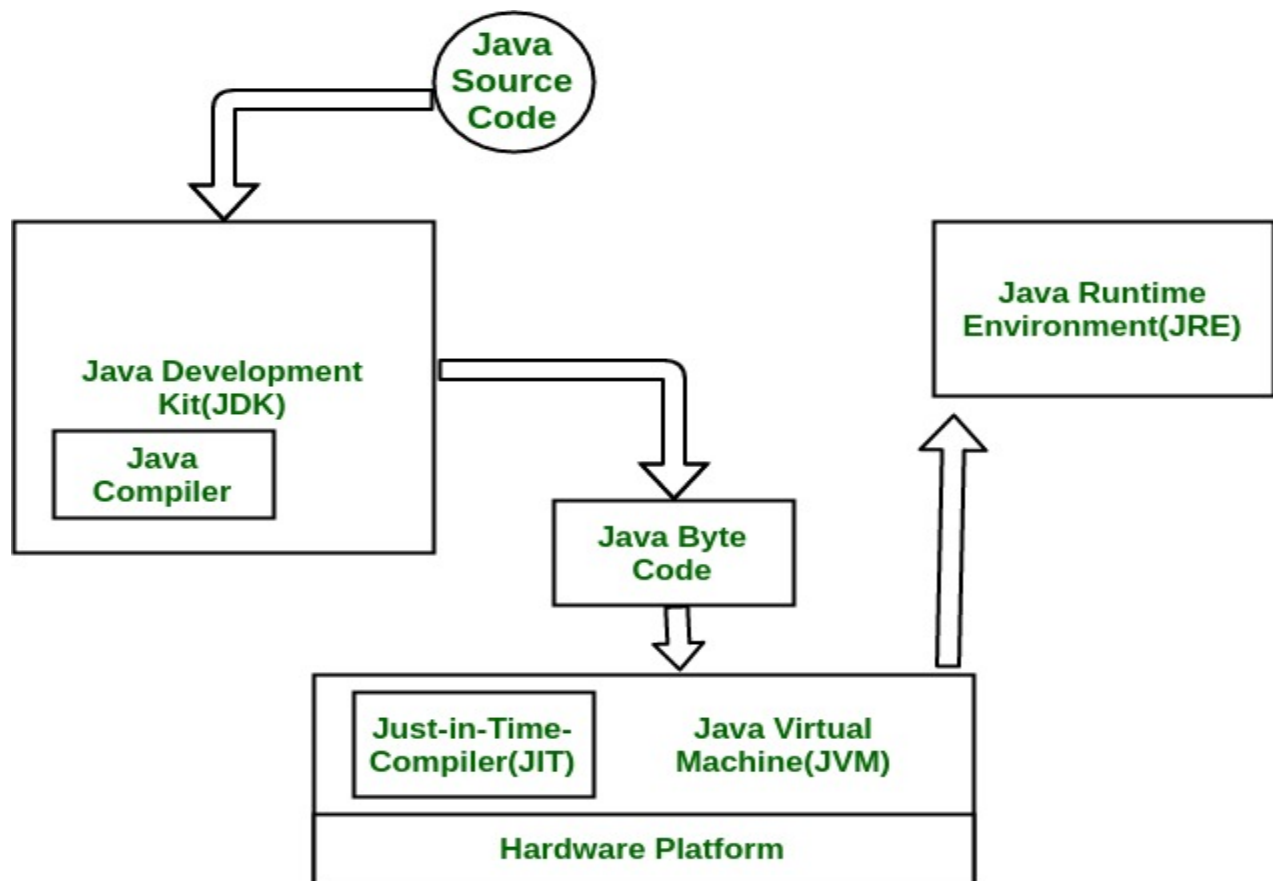 Java
Source
Code
Java Development
Kit(JDK)
Java
Compiler
Java Runtime
Environment(JRE)
Java Byte
Code
Just-in-Time-
Compiler(JIT)
Java Virtual
Machine(JVM)
Hardware Platform